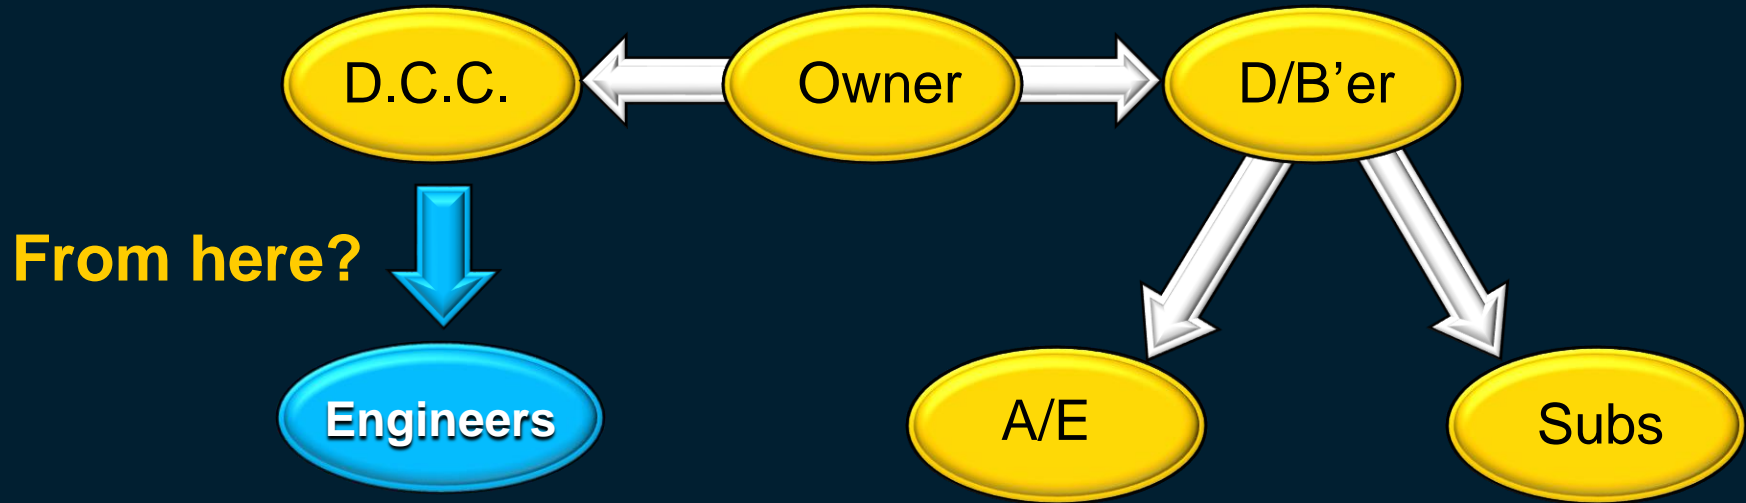 D.C.C.
Owner
D/B’er
From here?
Engineers
A/E
Subs